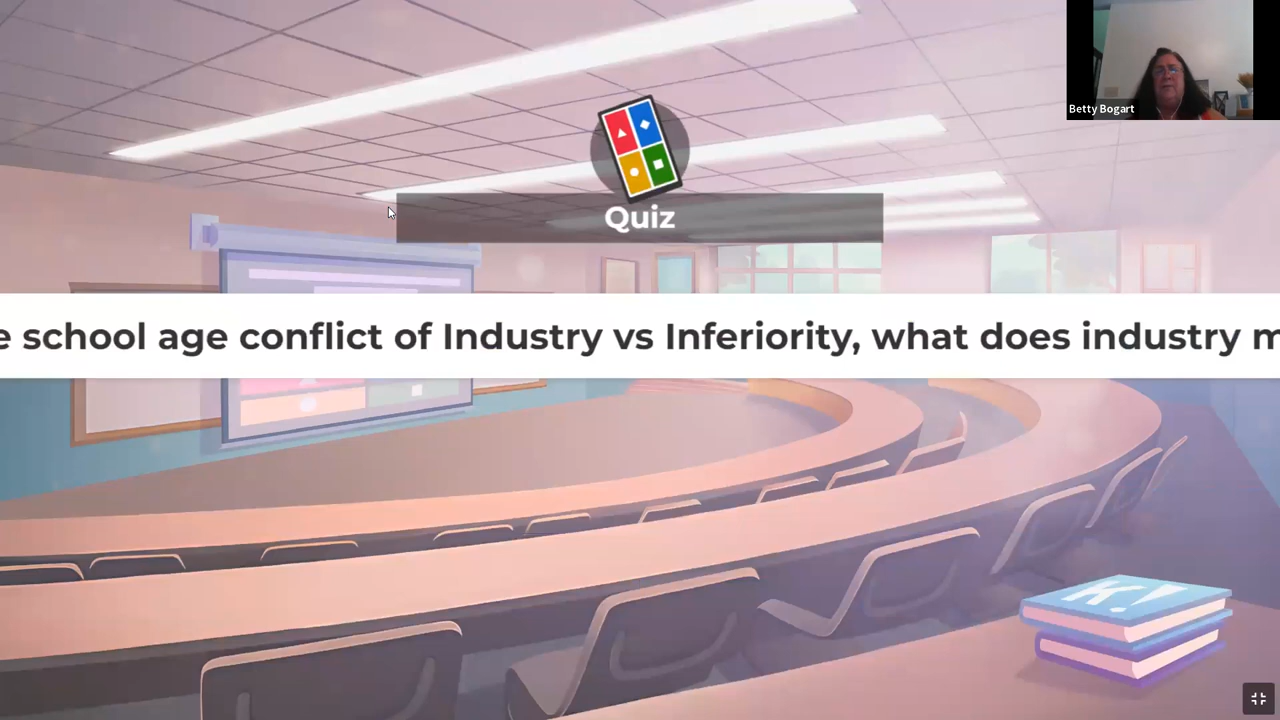 Betty Bogart
Quiz
school age conflict of Industry vs Inferiority, what does industry
K!